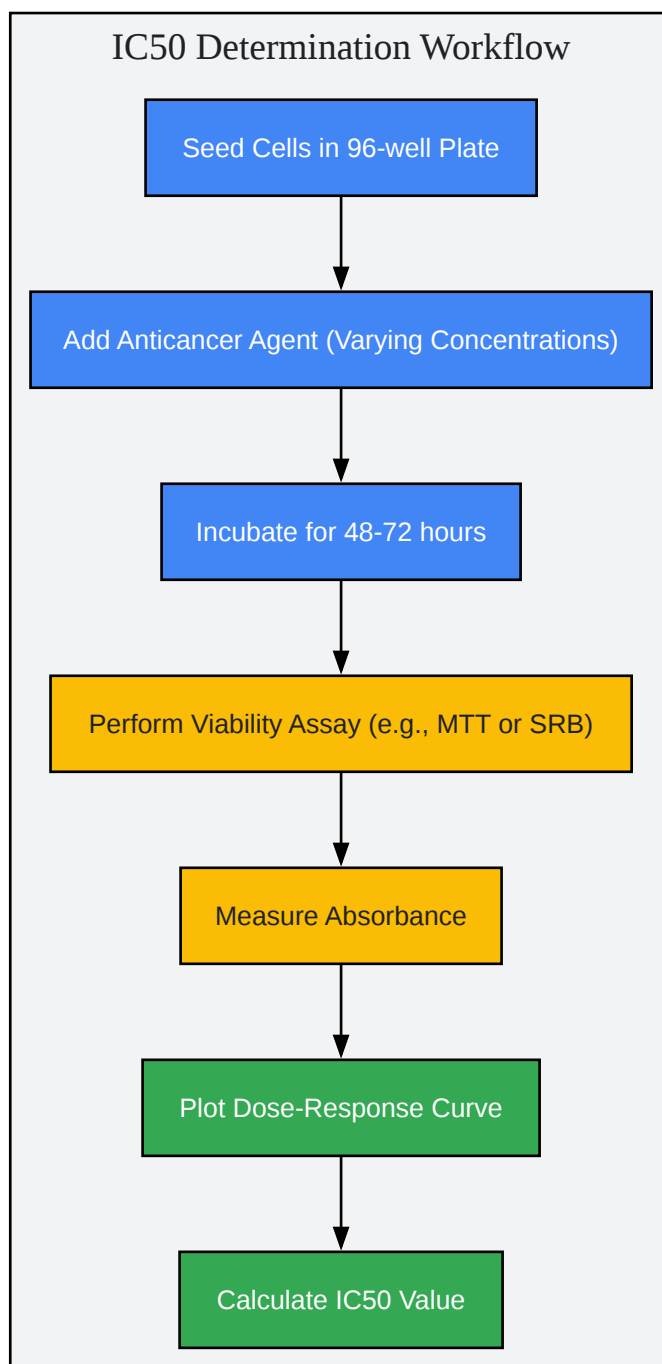 IC50 Determination Workflow
Seed Cells in 96-well Plate
Add Anticancer Agent (Varying Concentrations)
Incubate for 48-72 hours
Perform Viability Assay (e.g., MTT or SRB)
Measure Absorbance
Plot Dose-Response Curve
Calculate IC50 Value